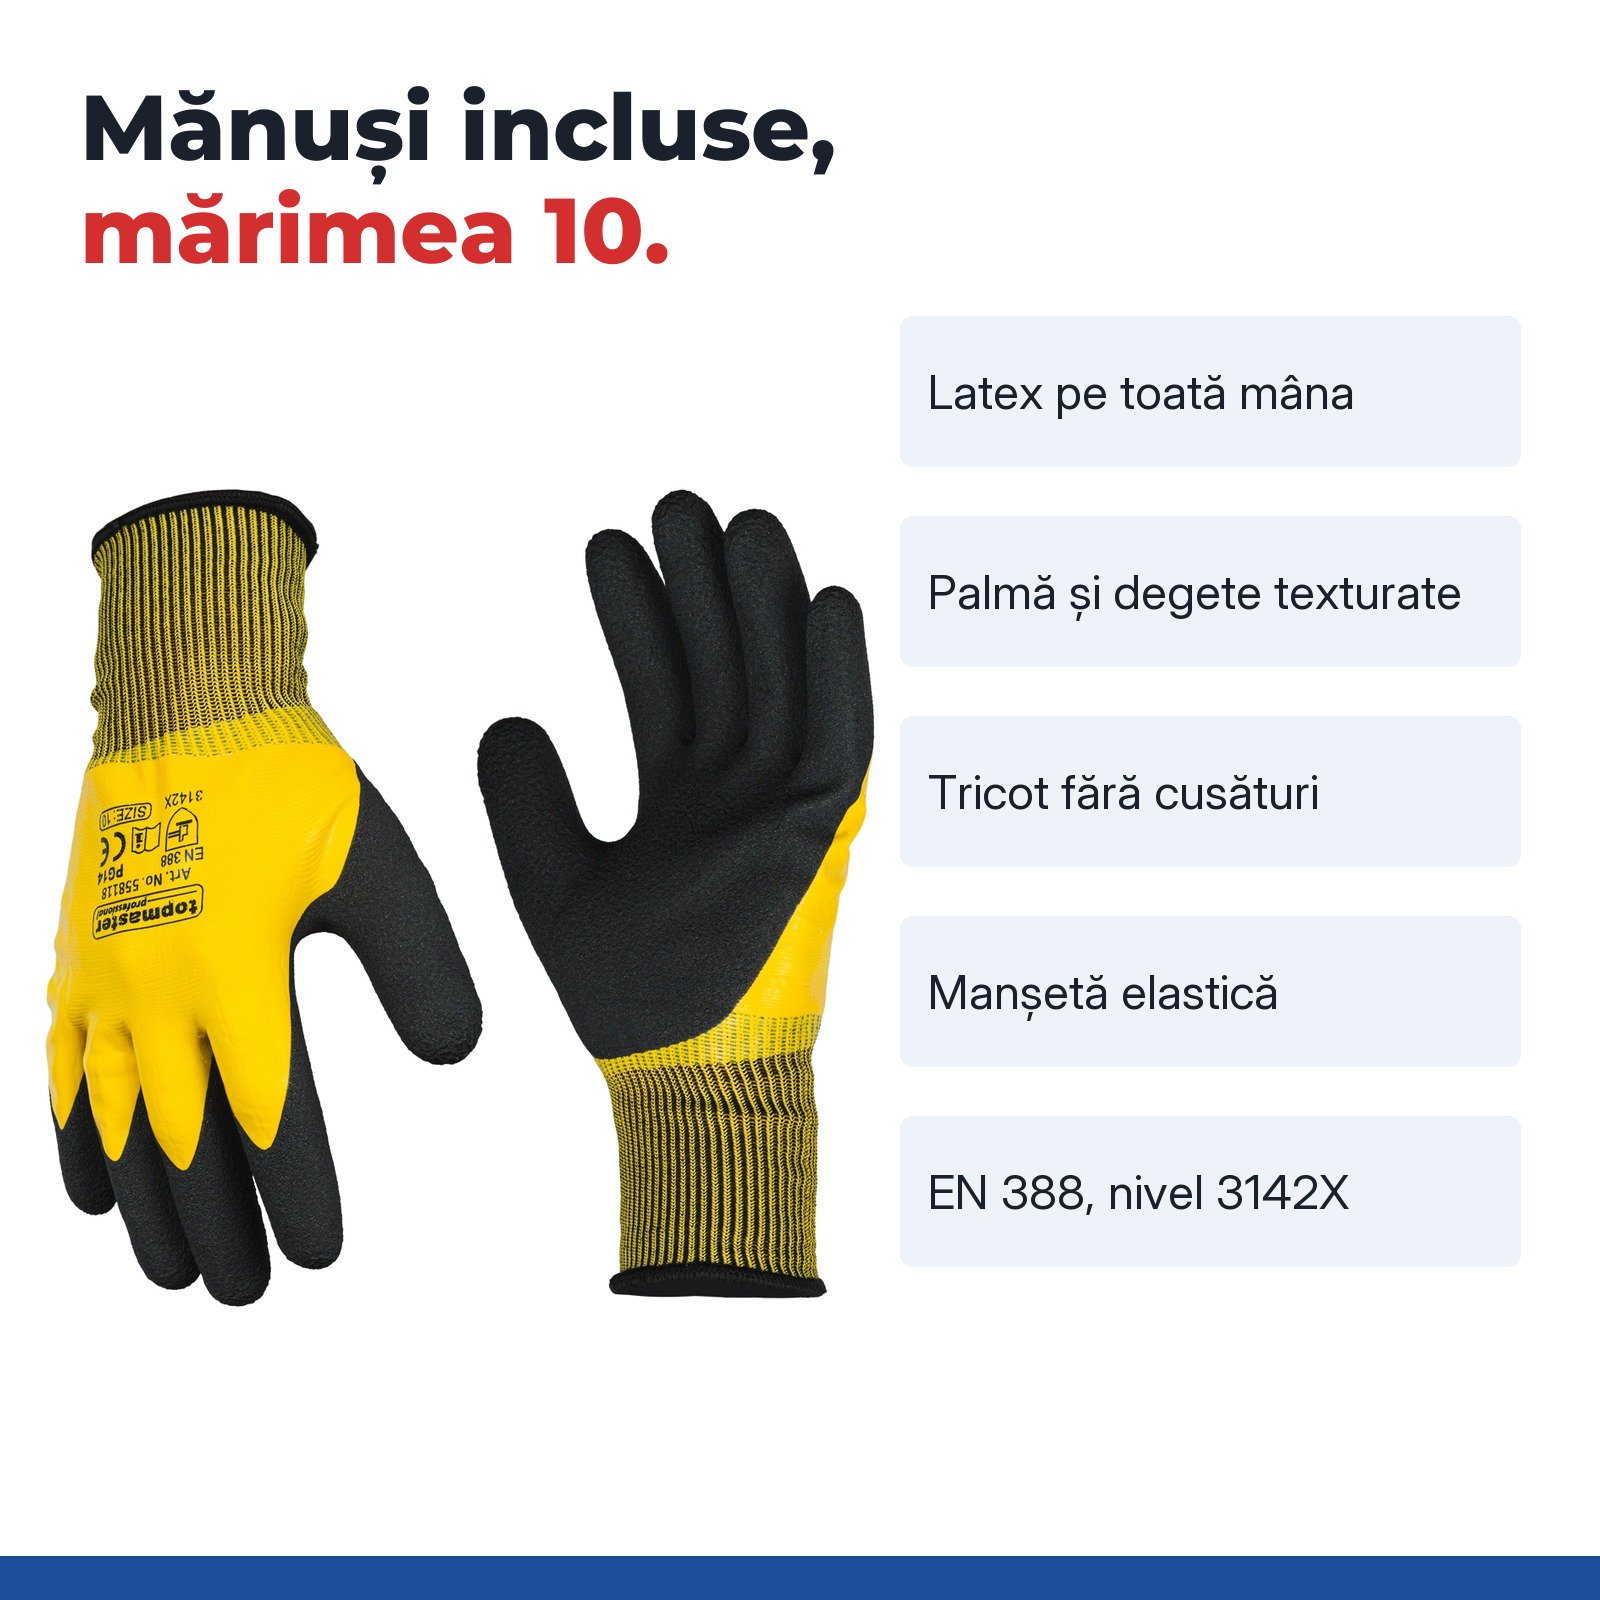 Mănuși incluse,
mărimea 10.
Latex pe toată mâna
Palmă și degete texturate
Tricot fără cusături
Manșetă elastică
EN 388, nivel 3142X
topmaster
professional
Art. No. 558118
PG14
EN 388
CE
SIZE: 10
3142X